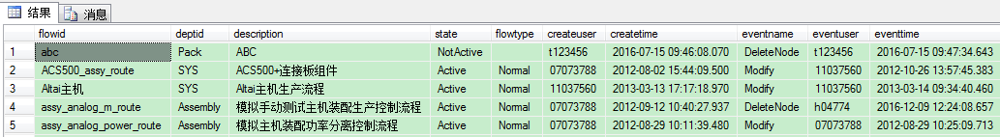 结果 消息
flowid deptid description state flowtype createuser createtime eventname eventuser eventtime
1 abc Pack ABC NotActive t123456 2016-07-15 09:46:08.070 DeleteNode t123456 2016-07-15 09:47:34.643
2 ACS500_assy_route SYS ACS500+连接板组件 Active Normal 07073788 2012-08-02 15:44:09.500 Modify 11037560 2012-10-26 13:57:45.383
3 Altai主机 SYS Altai主机生产流程 Active Normal 11037560 2013-03-13 17:17:18.970 Modify 11037560 2013-03-14 09:34:40.460
4 assy_analog_m_route Assembly 模拟手动测试主机装配生产控制流程 Active Normal 07073788 2012-09-12 10:40:27.937 DeleteNode h04774 2016-12-09 12:24:08.657
5 assy_analog_power_route Assembly 模拟主机装配功率分离控制流程 Active Normal 07073788 2012-08-29 10:11:39.480 Modify 07073788 2012-08-29 10:25:09.713